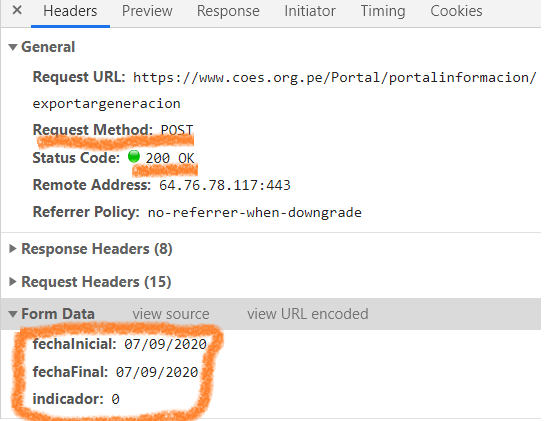 × Headers Preview Response Initiator Timing Cookies
▼ General
Request URL: https://www.coes.org.pe/Portal/portalinformacion/
exportargeneracion
Request Method: POST
Status Code: 200 OK
Remote Address: 64.76.78.117:443
Referrer Policy: no-referrer-when-downgrade
▶ Response Headers (8)
▶ Request Headers (15)
▼ Form Data view source view URL encoded
fechaInicial: 07/09/2020
fechaFinal: 07/09/2020
indicador: 0